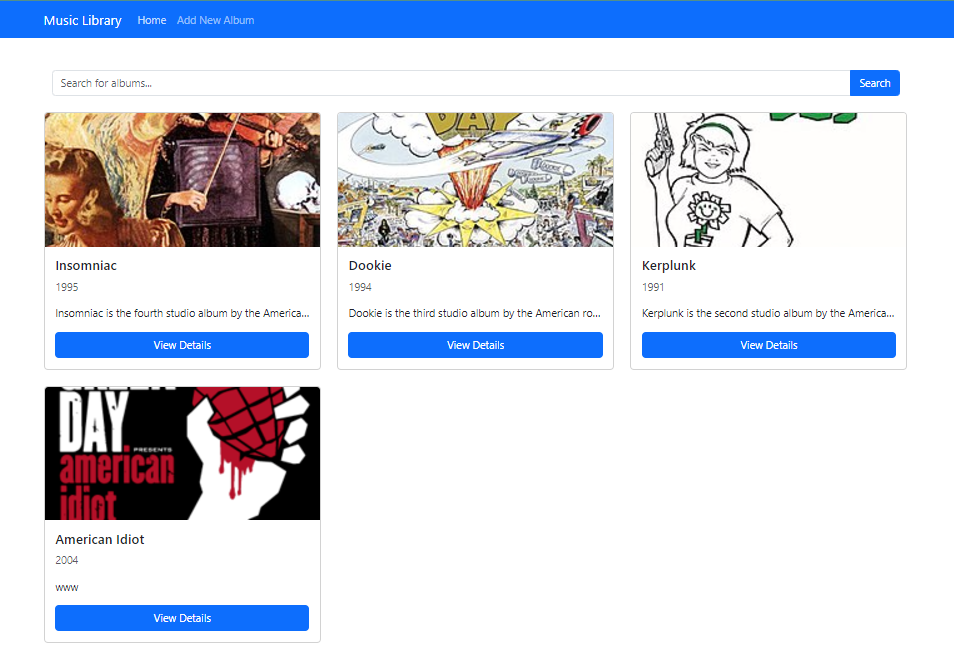 Music Library Home Add New Album
Search for albums... Search
DAY
Insomniac
1995
Insomniac is the fourth studio album by the America...
View Details
Dookie
1994
Dookie is the third studio album by the American ro...
View Details
Kerplunk
1991
Kerplunk is the second studio album by the America...
View Details
DAY
PRESENTS
american
idiot
American Idiot
2004
www
View Details